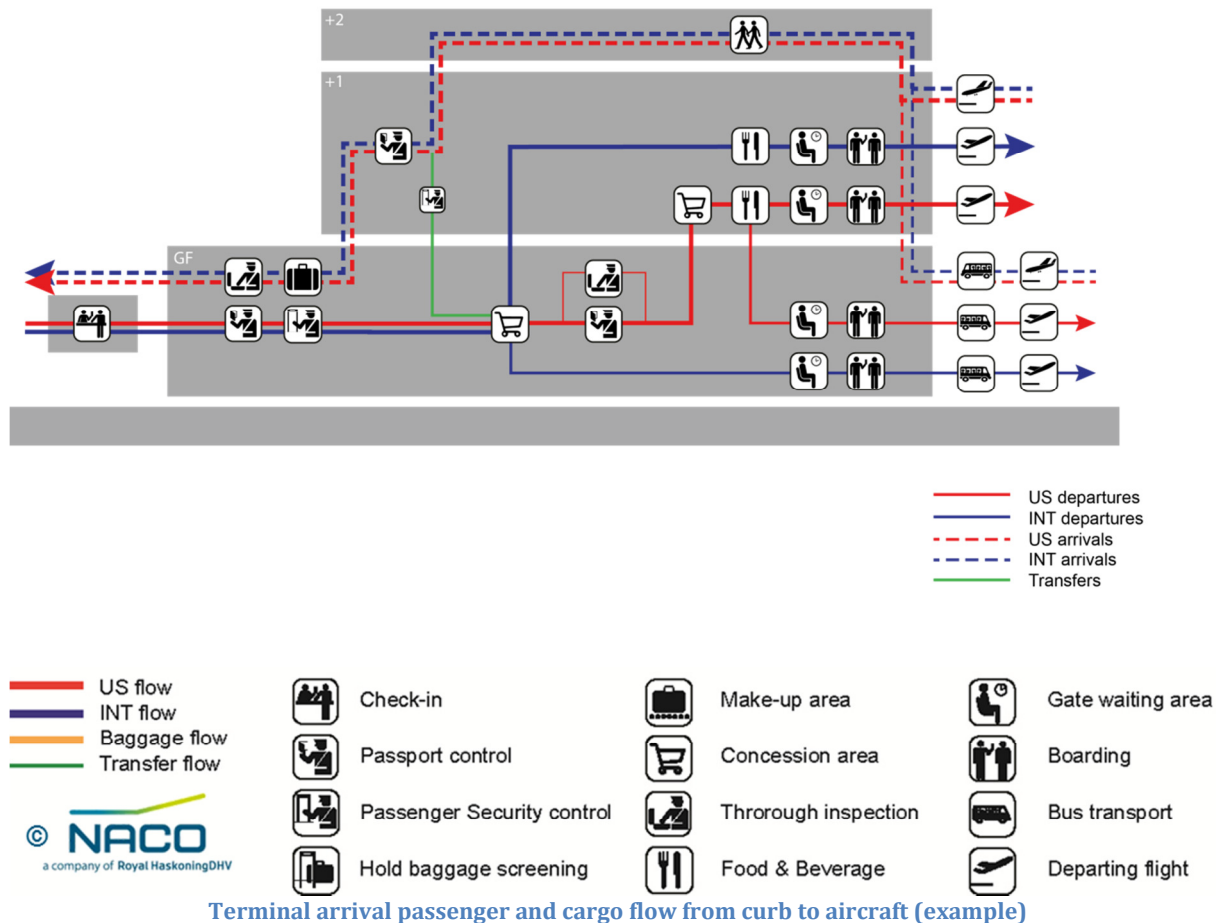 +2
+1
GF
US departures
INT departures
US arrivals
INT arrivals
Transfers
US flow
INT flow
Baggage flow
Transfer flow
Check-in
Passport control
Passenger Security control
Hold baggage screening
Make-up area
Concession area
Throrough inspection
Food & Beverage
Gate waiting area
Boarding
Bus transport
Departing flight
© NACO
a company of Royal HaskoningDHV
Terminal arrival passenger and cargo flow from curb to aircraft (example)